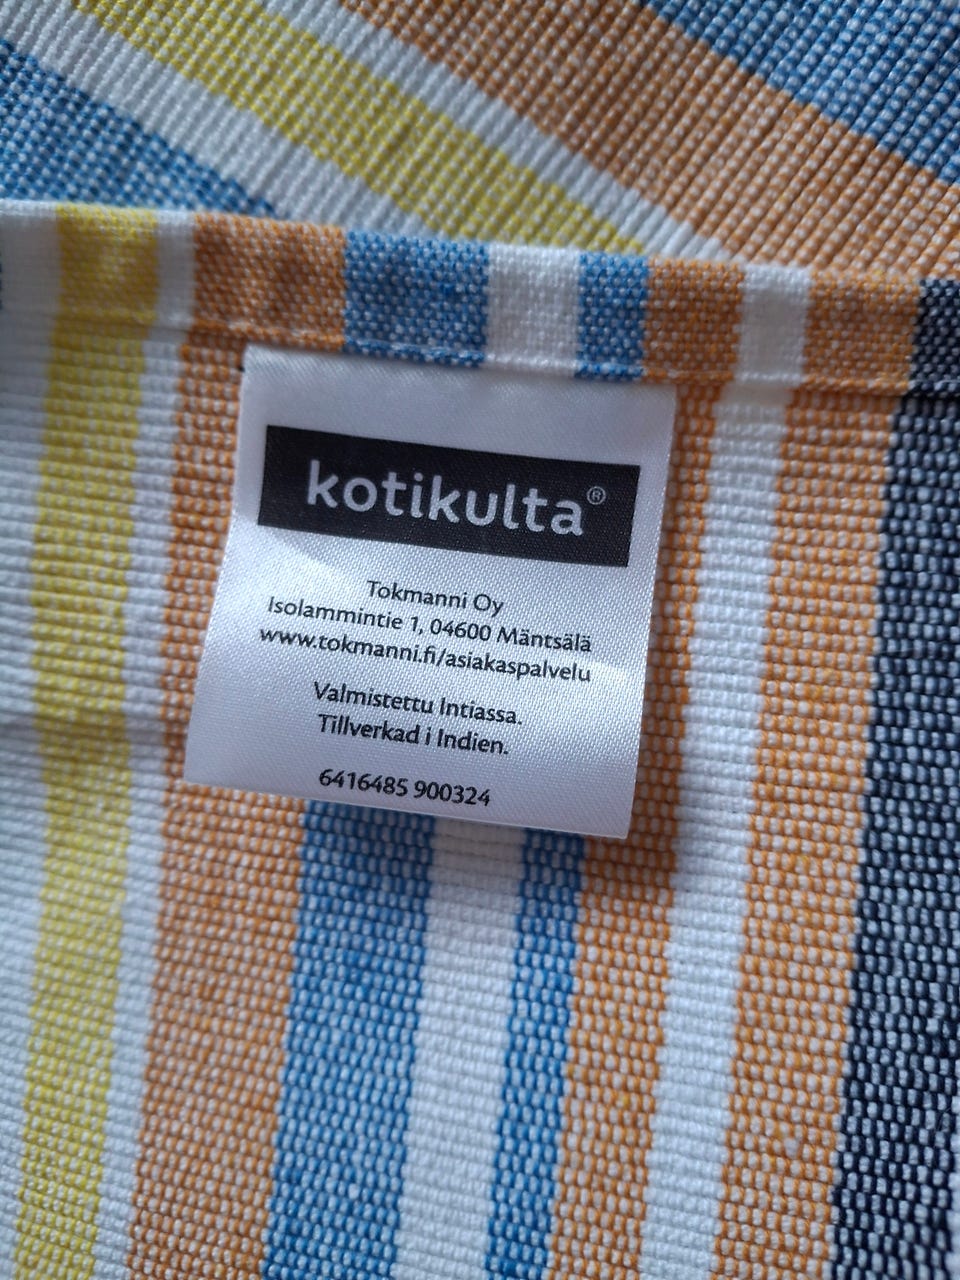 kotikulta®
Tokmanni Oy
Isolammintie 1, 04600 Mäntsälä
www.tokmanni.fi/asiakaspalvelu
Valmistettu Intiassa.
Tillverkad i Indien.
6416485 900324